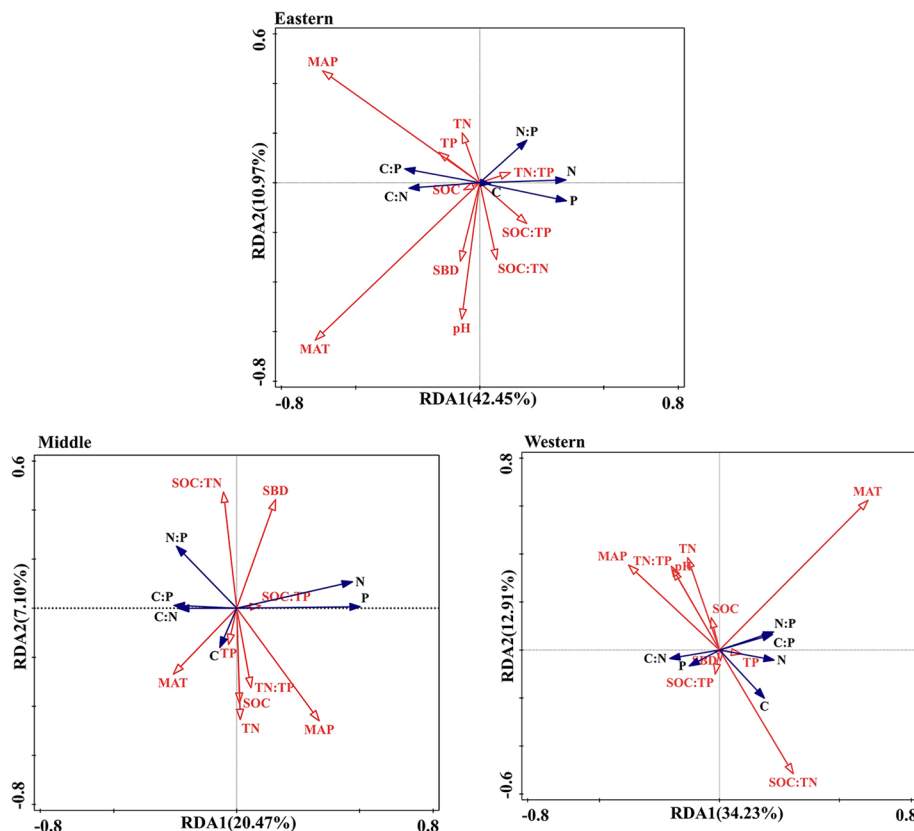 Eastern
0.6
MAP
TN
TP
N:P
C:P
TN:TP
N
SOC
C
C:N
P
SOC:TP
SBD
SOC:TN
pH
MAT
RDA2(10.97%)
-0.8
-0.8
RDA1(42.45%)
0.8
Middle
0.6
SOC:TN
SBD
N:P
N
C:P
SOC:TP
P
C:N
C
TP
MAT
TN:TP
SOC
TN
MAP
RDA2(7.10%)
-0.8
-0.8
RDA1(20.47%)
0.8
Western
0.8
MAT
MAP
TN:TP
TN
pH
SOC
N:P
C:P
C:N
P
SBD
TP
N
SOC:TP
C
SOC:TN
RDA2(12.91%)
-0.6
-0.8
RDA1(34.23%)
0.8